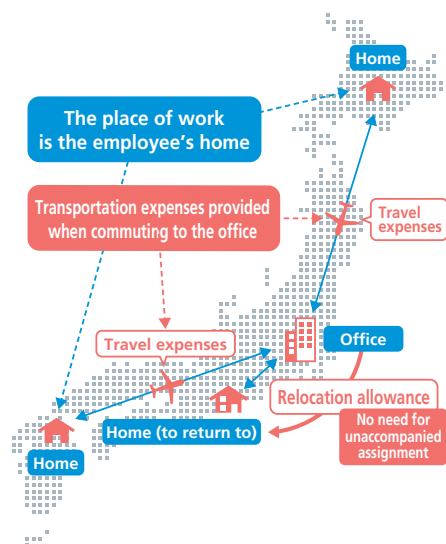 Home
The place of work
is the employee's home
Transportation expenses provided
when commuting to the office
Travel
expenses
Travel expenses
Office
Relocation allowance
No need for
unaccompanied
assignment
Home (to return to)
Home